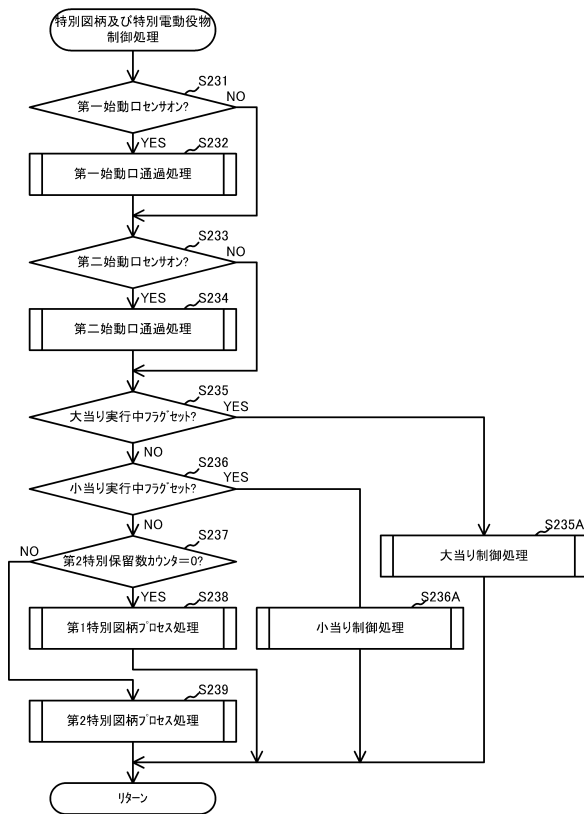 特別図柄及び特別電動役物
制御処理
S231
第一始動口センサオン?
NO
YES
S232
第一始動口通過処理
S233
第二始動口センサオン?
NO
YES
S234
第二始動口通過処理
S235
大当り実行中フラグセット?
YES
NO
S236
小当り実行中フラグセット?
YES
NO
S237
第2特別保留数カウンタ=0?
NO
YES
S235A
大当り制御処理
S238
第1特別図柄プロセス処理
S236A
小当り制御処理
S239
第2特別図柄プロセス処理
リターン